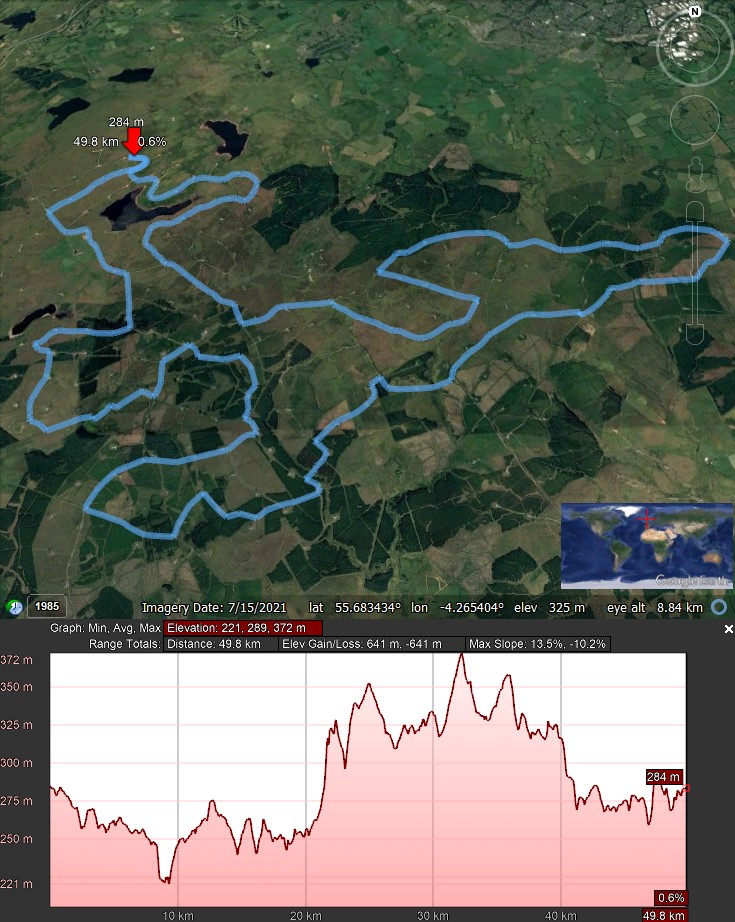 N
284 m
49.8 km 0.6%
Google Earth
1985
Imagery Date: 7/15/2021 lat 55.683434° lon -4.265404° elev 325 m eye alt 8.84 km
Graph: Min, Avg, Max Elevation: 221, 289, 372 m
Range Totals: Distance: 49.8 km Elev Gain/Loss: 641 m, -641 m Max Slope: 13.5%, -10.2%
372 m
350 m
325 m
300 m
284 m
275 m
250 m
221 m
0.6%
10 km 20 km 30 km 40 km 49.8 km